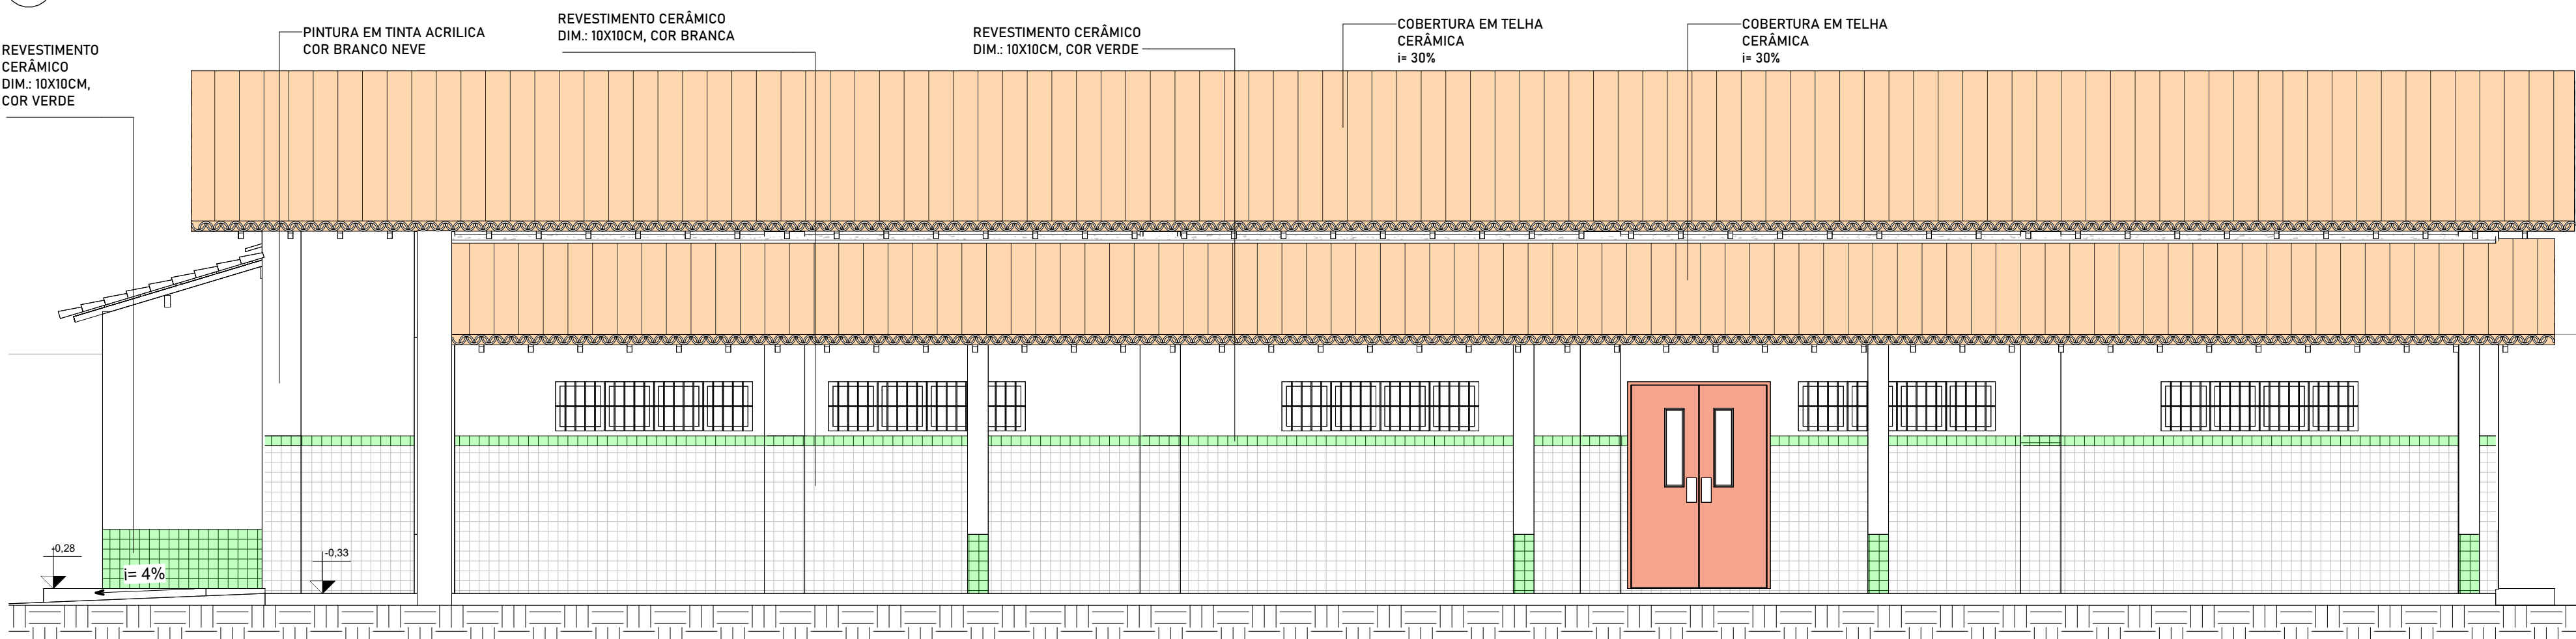 REVESTIMENTO
CERÂMICO
DIM.: 10X10CM,
COR VERDE
PINTURA EM TINTA ACRILICA
COR BRANCO NEVE
REVESTIMENTO CERÂMICO
DIM.: 10X10CM, COR BRANCA
REVESTIMENTO CERÂMICO
DIM.: 10X10CM, COR VERDE
COBERTURA EM TELHA
CERÂMICA
i= 30%
COBERTURA EM TELHA
CERÂMICA
i= 30%
-0,28
i= 4%
-0,33